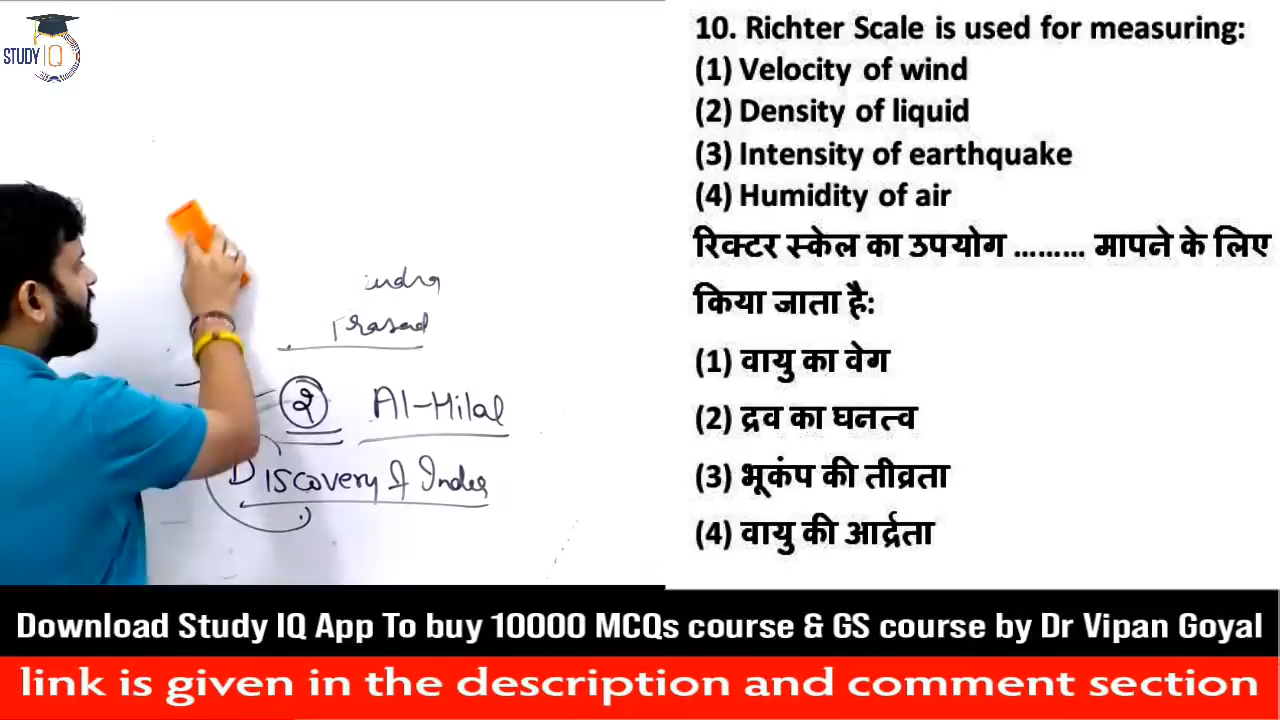 STUDY IQ
10. Richter Scale is used for measuring:
(1) Velocity of wind
(2) Density of liquid
(3) Intensity of earthquake
(4) Humidity of air
रिक्टर स्केल का उपयोग ......... मापने के लिए
किया जाता है:
(1) वायु का वेग
(2) द्रव का घनत्व
(3) भूकंप की तीव्रता
(4) वायु की आर्द्रता
Prasad
२ Al-Hilal
Discovery of India
Download Study IQ App To buy 10000 MCQs course & GS course by Dr Vipan Goyal
link is given in the description and comment section